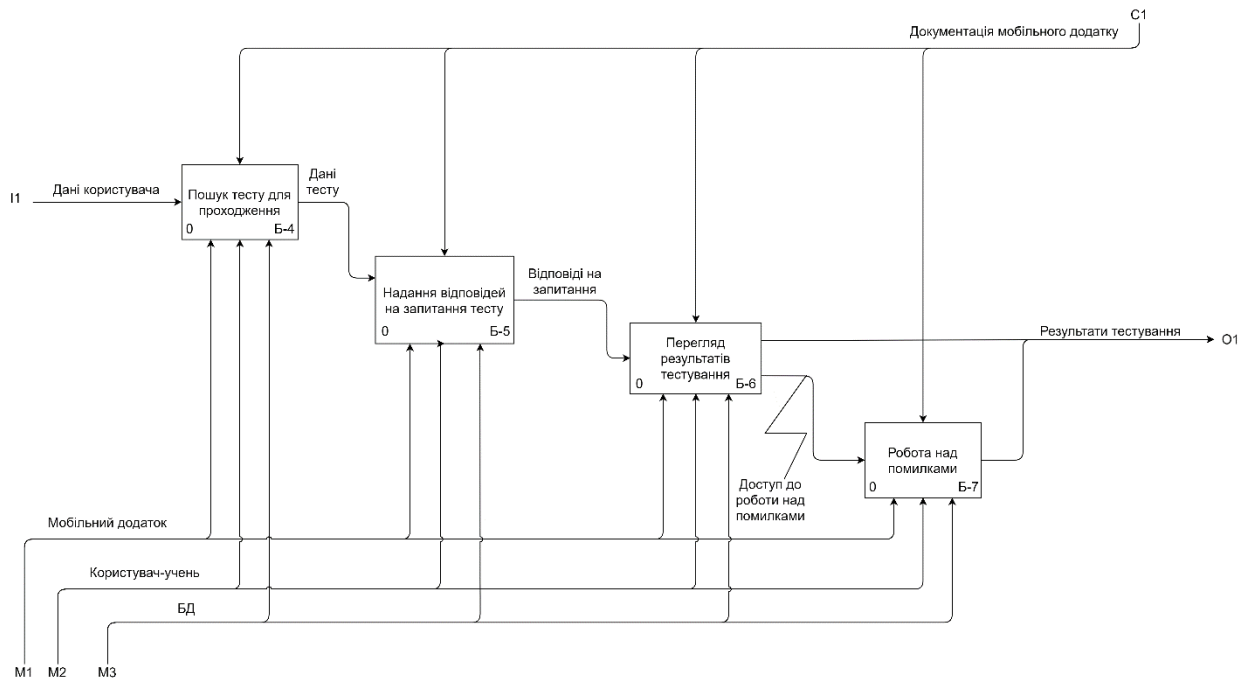 C1
Документація мобільного додатку
I1
Дані користувача
Пошук тесту для
проходження
0
Б-4
Дані
тесту
Надання відповідей
на запитання тесту
0
Б-5
Відповіді на
запитання
Перегляд
результатів
тестування
0
Б-6
Результати тестування
O1
Робота над
помилками
0
Б-7
Доступ до
роботи над
помилками
Мобільний додаток
Користувач-учень
БД
M1
M2
M3